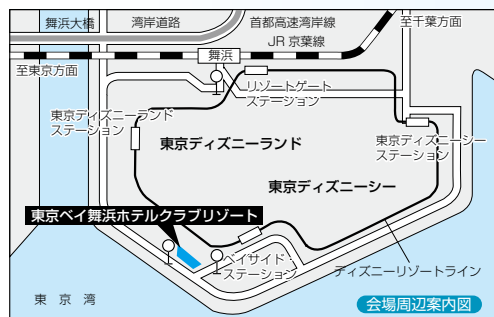 舞浜大橋
湾岸道路
首都高速湾岸線
至千葉方面
JR 京葉線
舞浜
至東京方面
リゾートゲート
ステーション
東京ディズニーランド
ステーション
東京ディズニーランド
東京ディズニーシー
ステーション
東京ディズニーシー
東京ベイ舞浜ホテルクラブリゾート
ベイサイド・
ステーション
ディズニーリゾートライン
東京湾
会場周辺案内図